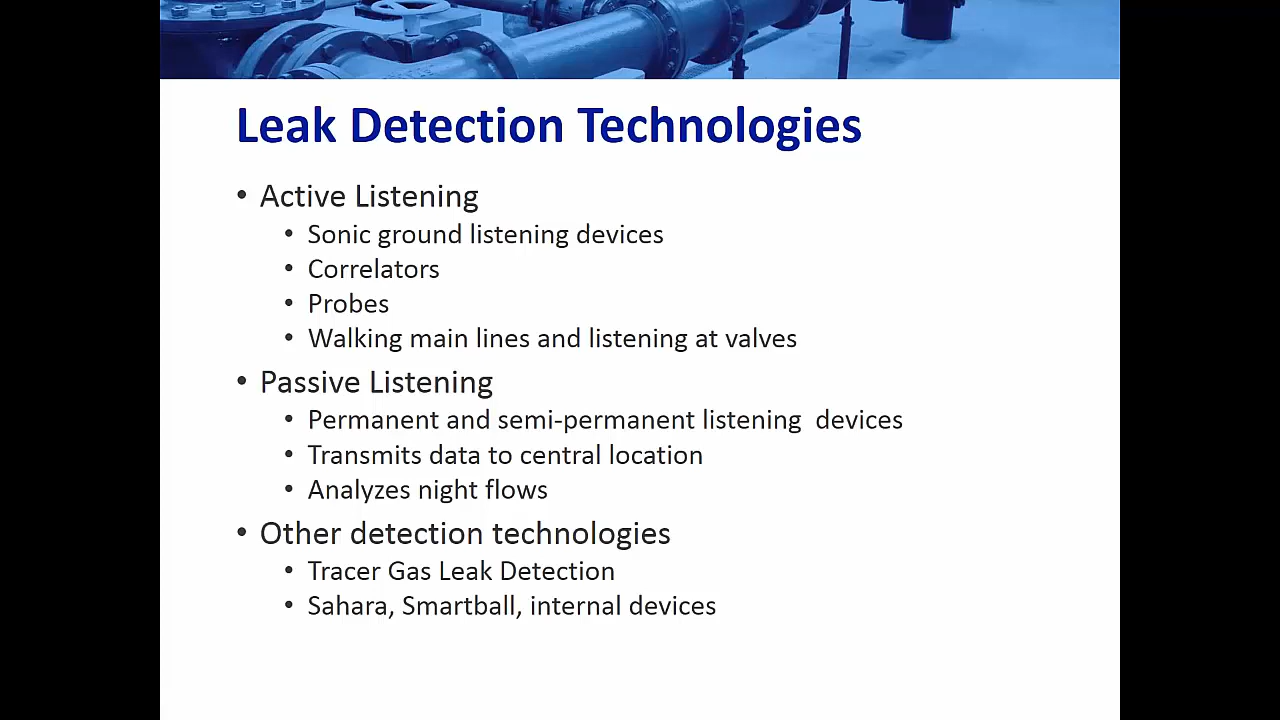 Leak Detection Technologies
• Active Listening
• Sonic ground listening devices
• Correlators
• Probes
• Walking main lines and listening at valves
• Passive Listening
• Permanent and semi-permanent listening  devices
• Transmits data to central location
• Analyzes night flows
• Other detection technologies
• Tracer Gas Leak Detection
• Sahara, Smartball, internal devices